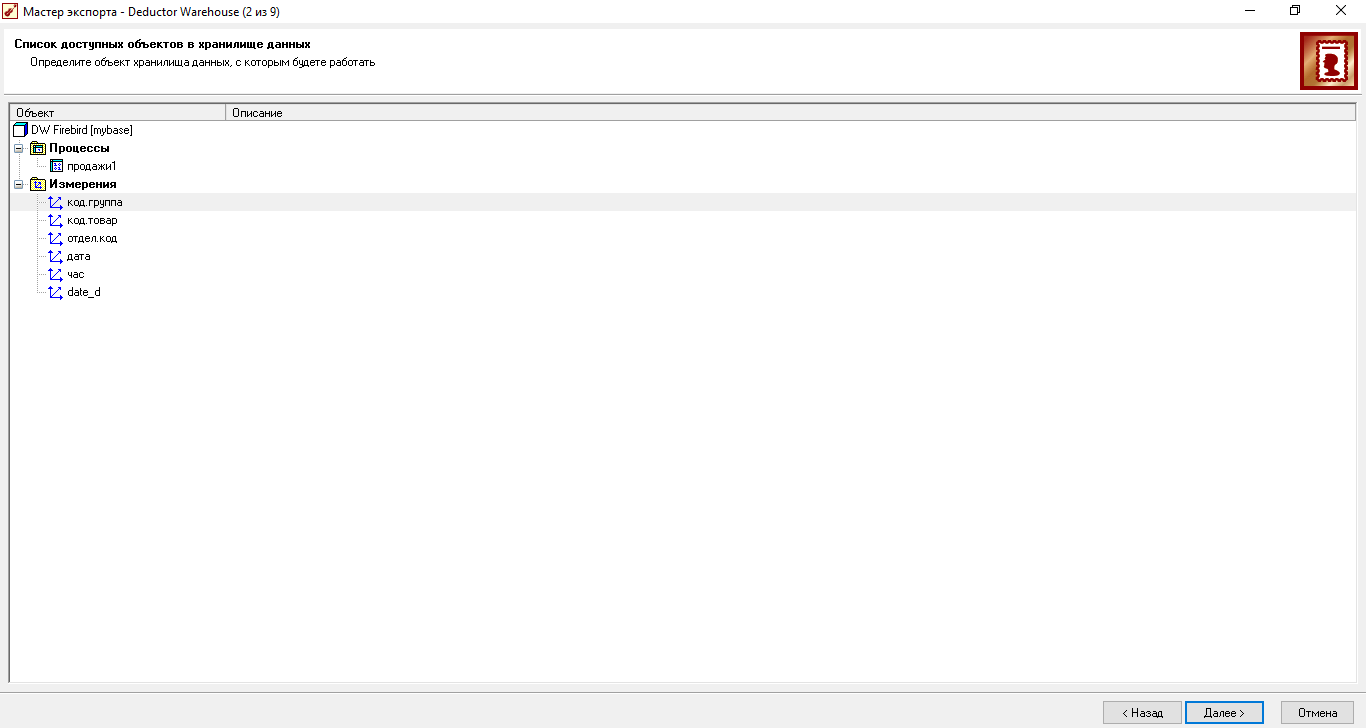 Мастер экспорта - Deductor Warehouse (2 из 9)
Список доступных объектов в хранилище данных
Определите объект хранилища данных, с которым будете работать
Объект Описание
DW Firebird [mybase]
Процессы
продажи1
Измерения
код.группа
код.товар
отдел.код
дата
час
date_d
< Назад Далее > Отмена